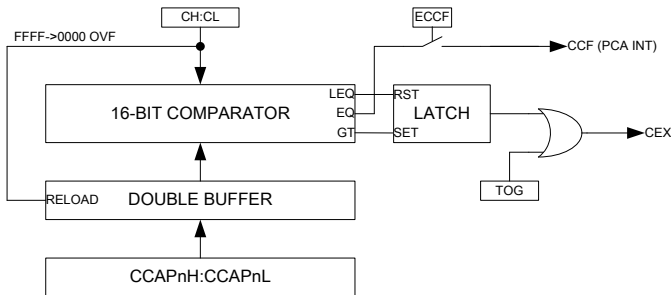 CH:CL
ECCF
FFFF->0000 OVF
CCF (PCA INT)
LEQ
RST
16-BIT COMPARATOR
EQ
LATCH
GT
SET
CEX
TOG
RELOAD
DOUBLE BUFFER
CCAPnH:CCAPnL